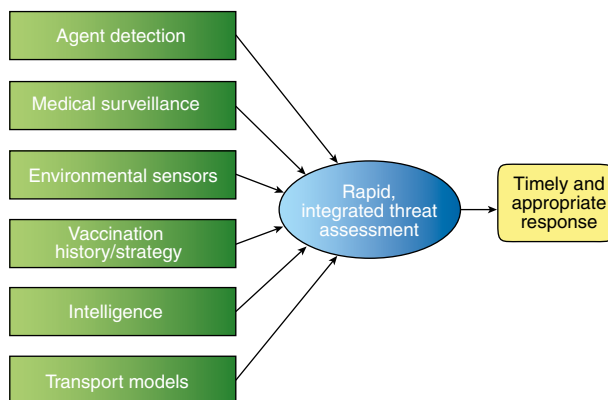 Agent detection
Medical surveillance
Environmental sensors
Vaccination
history/strategy
Intelligence
Transport models
Rapid,
integrated threat
assessment
Timely and
appropriate
response